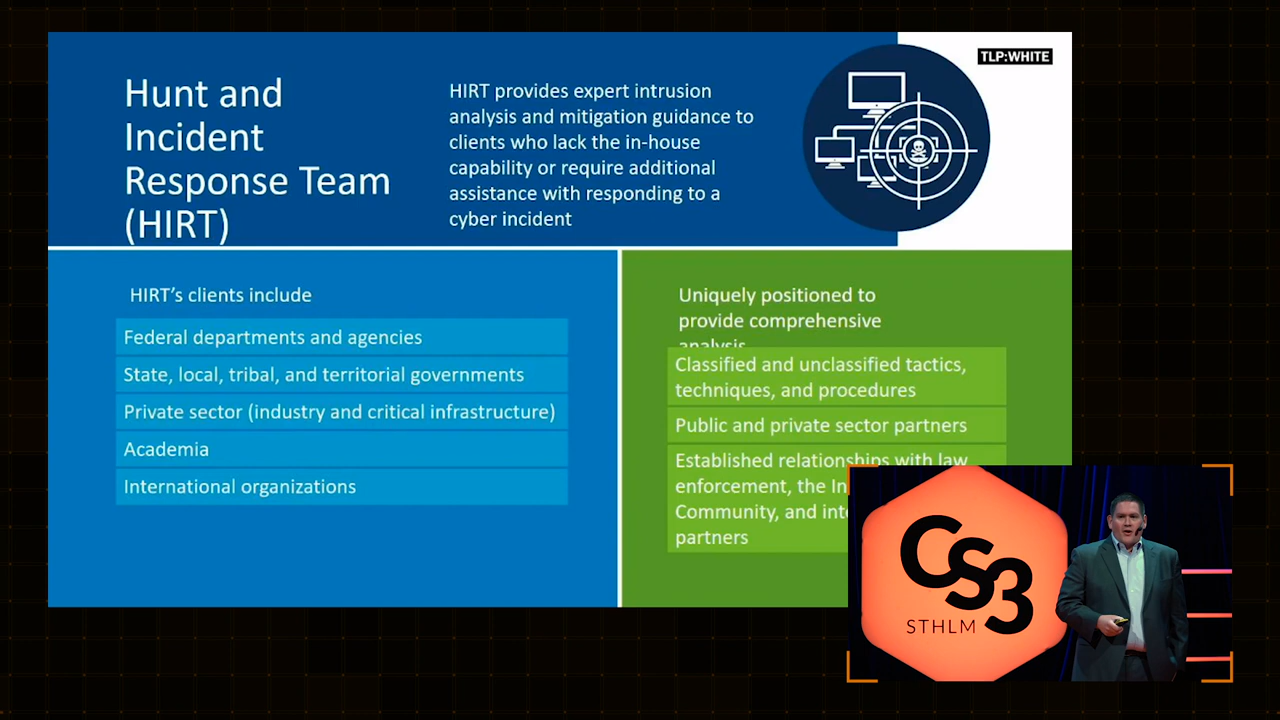 TLP:WHITE
Hunt and
Incident
Response Team
(HIRT)
HIRT provides expert intrusion
analysis and mitigation guidance to
clients who lack the in-house
capability or require additional
assistance with responding to a
cyber incident
HIRT's clients include
Federal departments and agencies
State, local, tribal, and territorial governments
Private sector (industry and critical infrastructure)
Academia
International organizations
Uniquely positioned to
provide comprehensive
analysis
Classified and unclassified tactics,
techniques, and procedures
Public and private sector partners
Established relationships with law
enforcement, the
Community, and
partners
CS3
STHLM